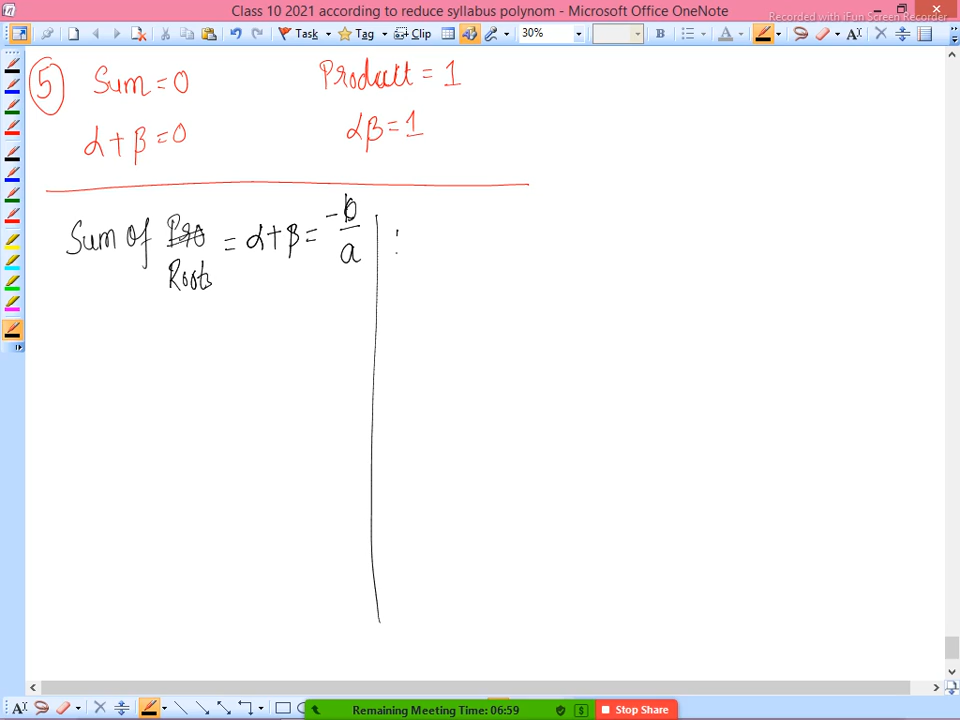 Class 10 2021 according to reduce syllabus polynom - Microsoft Office OneNote
Recorded with iFun Screen Recorder
Task Tag Clip 30% B A A
5 Sum = 0 Product = 1
α + β = 0 αβ = 1
Sum of Pro = α + β = -b/a :
Roots
A Remaining Meeting Time: 06:59 Stop Share